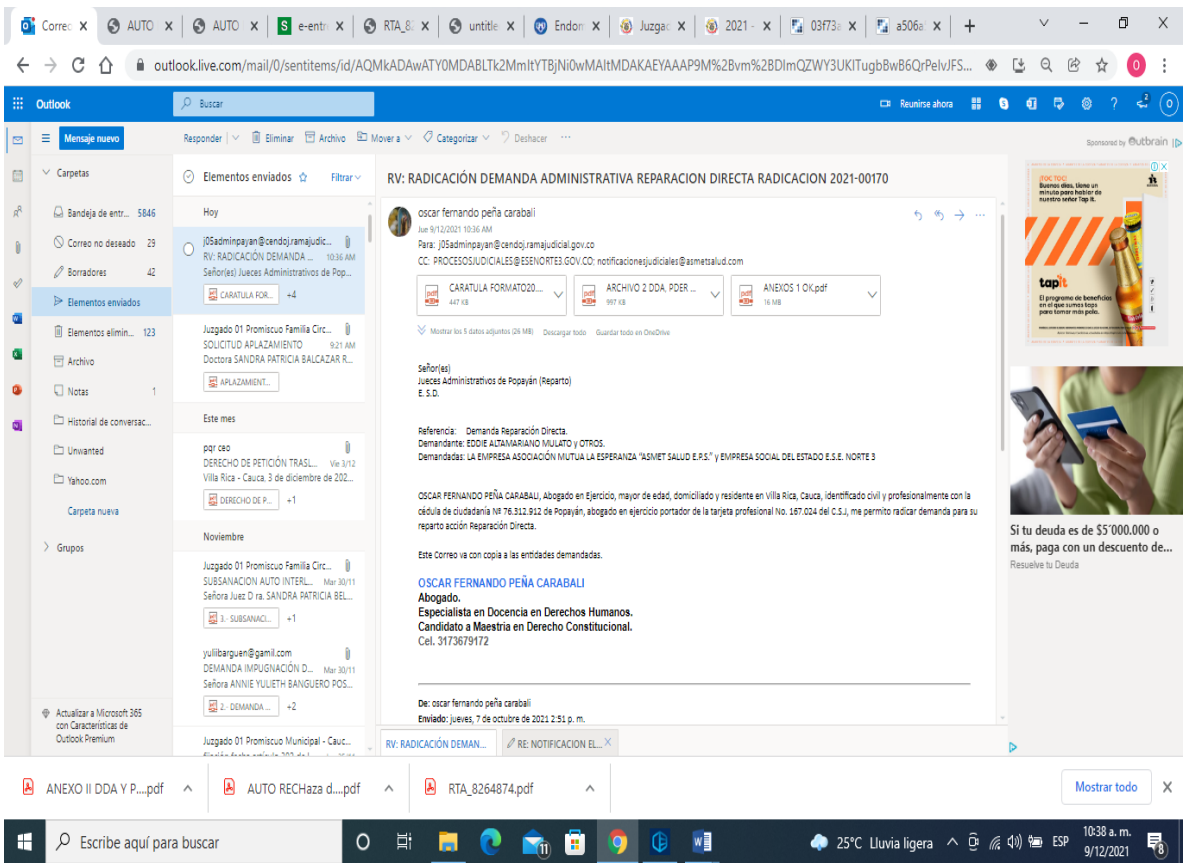 Correc
AUTO
AUTO
e-entr
RTA_8
untitle
Endom
Juzgac
2021 -
03f73
a506a
outlook.live.com/mail/0/sentitems/id/
Outlook
Buscar
Reunirse ahora
2
Mensaje nuevo
Responder
Eliminar
Archivo
Mover a
Categorizar
Deshacer
Sponsored by Outbrain
Carpetas
Bandeja de entr... 5846
Correo no deseado 29
Borradores 42
Elementos enviados
Elementos elimin... 123
Archivo
Notas 1
Historial de conversac...
Unwanted
Yahoo.com
Carpeta nueva
Grupos
Actualizar a Microsoft 365
con Características de
Outlook Premium
Elementos enviados
Filtrar
Hoy
j05adminpayan@cendoj.ramajudic...
RV: RADICACIÓN DEMANDA ... 10:36 AM
Señor(es) Jueces Administrativos de Pop...
CARATULA FOR... +4
Juzgado 01 Promiscuo Familia Circ...
SOLICITUD APLAZAMIENTO 9:21 AM
Doctora SANDRA PATRICIA BALCAZAR R...
APLAZAMIENT...
Este mes
pqr ceo
DERECHO DE PETICIÓN TRASL... Vie 3/12
Villa Rica - Cauca, 3 de diciembre de 202...
DERECHO DE P... +1
Noviembre
Juzgado 01 Promiscuo Familia Circ...
SUBSANACION AUTO INTERL... Mar 30/11
Señora Juez D ra. SANDRA PATRICIA BEL...
3.- SUBSANACI... +1
yuliibarguen@gamil.com
DEMANDA IMPUGNACIÓN D... Mar 30/11
Señora ANNIE YULIETH BANGUERO POS...
2.- DEMANDA ... +2
Juzgado 01 Promiscuo Municipal - Cauc...
RV: RADICACIÓN DEMANDA ADMINISTRATIVA REPARACION DIRECTA RADICACION 2021-00170
oscar fernando peña carabali
Jue 9/12/2021 10:36 AM
Para: j05adminpayan@cendoj.ramajudicial.gov.co
CC: PROCESOSJUDICIALES@ESENORTE3.GOV.CO; notificacionesjudiciales@asmetsalud.com
CARATULA FORMATO20....
447 KB
ARCHIVO 2 DDA, PDER ...
997 KB
ANEXOS 1 OK.pdf
16 MB
Mostrar los 5 datos adjuntos (26 MB) Descargar todo Guardar todo en OneDrive
Señor(es)
Jueces Administrativos de Popayán (Reparto)
E. S.D.
Referencia: Demanda Reparación Directa.
Demandante: EDDIE ALTAMARIANO MULATO y OTROS.
Demandadas: LA EMPRESA ASOCIACIÓN MUTUA LA ESPERANZA "ASMET SALUD E.P.S." y EMPRESA SOCIAL DEL ESTADO E.S.E. NORTE 3
OSCAR FERNANDO PEÑA CARABALI, Abogado en Ejercicio, mayor de edad, domiciliado y residente en Villa Rica, Cauca, identificado civil y profesionalmente con la
cédula de ciudadanía Nº 76.312.912 de Popayán, abogado en ejercicio portador de la tarjeta profesional No. 167.024 del C.S.J, me permito radicar demanda para su
reparto acción Reparación Directa.
Este Correo va con copia a las entidades demandadas.
OSCAR FERNANDO PEÑA CARABALI
Abogado.
Especialista en Docencia en Derechos Humanos.
Candidato a Maestria en Derecho Constitucional.
Cel. 3173679172
De: oscar fernando peña carabali
Enviado: jueves, 7 de octubre de 2021 2:51 p. m.
RV: RADICACIÓN DEMAN...
RE: NOTIFICACION EL...
¡TOC TOC!
Buenos días, tiene un
minuto para hablar de
nuestro señor Tap it.
tapit
El programa de beneficios
en el que sumas taps
para tomar más pola.
Si tu deuda es de $5'000.000 o
más, paga con un descuento de...
Resuelve tu Deuda
ANEXO II DDA Y P....pdf
AUTO RECHaza d....pdf
RTA_8264874.pdf
Mostrar todo
Escribe aquí para buscar
11
25°C Lluvia ligera
ESP
10:38 a. m.
9/12/2021
8